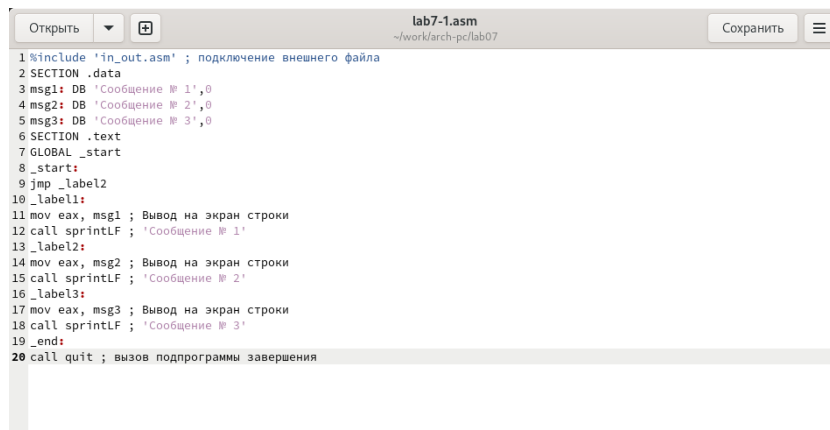 Открыть lab7-1.asm Сохранить
~/work/arch-pc/lab07
1 %include 'in_out.asm' ; подключение внешнего файла
2 SECTION .data
3 msg1: DB 'Сообщение № 1',0
4 msg2: DB 'Сообщение № 2',0
5 msg3: DB 'Сообщение № 3',0
6 SECTION .text
7 GLOBAL _start
8 _start:
9 jmp _label2
10 _label1:
11 mov eax, msg1 ; Вывод на экран строки
12 call sprintLF ; 'Сообщение № 1'
13 _label2:
14 mov eax, msg2 ; Вывод на экран строки
15 call sprintLF ; 'Сообщение № 2'
16 _label3:
17 mov eax, msg3 ; Вывод на экран строки
18 call sprintLF ; 'Сообщение № 3'
19 _end:
20 call quit ; вызов подпрограммы завершения